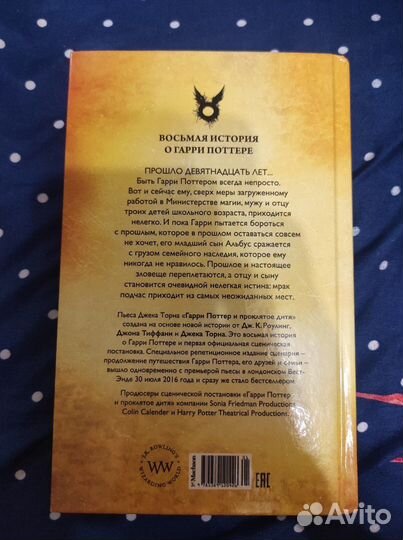 ВОСЬМАЯ ИСТОРИЯ
О ГАРРИ ПОТТЕРЕ
ПРОШЛО ДЕВЯТНАДЦАТЬ ЛЕТ...
Быть Гарри Поттером всегда непросто.
Вот и сейчас ему, сверх меры загруженному
работой в Министерстве магии, мужу и отцу
троих детей школьного возраста, приходится
нелегко. И пока Гарри пытается бороться
с прошлым, которое в прошлом оставаться совсем
не хочет, его младший сын Альбус сражается
с грузом семейного наследия, которое ему
никогда не нравилось. Прошлое и настоящее
зловеще переплетаются, а отцу и сыну
становится очевидной нелегкая истина: мрак
подчас приходит из самых неожиданных мест.
Пьеса Джека Торна «Гарри Поттер и проклятое дитя»
создана на основе новой истории от Дж. К. Роулинг,
Джона Тиффани и Джека Торна. Это восьмая история
о Гарри Поттере и первая официальная сценическая
постановка. Специальное репетиционное издание сценария –
продолжение путешествия Гарри Поттера, его друзей и семьи –
вышло одновременно с премьерой пьесы в лондонском Вест-
Энде 30 июля 2016 года и сразу же стало бестселлером
Продюсеры сценической постановки «Гарри Поттер
и проклятое дитя» компании Sonia Friedman Productions,
Colin Calender и Harry Potter Theatrical Productions.
J.K. ROWLING'S
WW
WIZARDING WORLD
Machaon
EAC
Avito